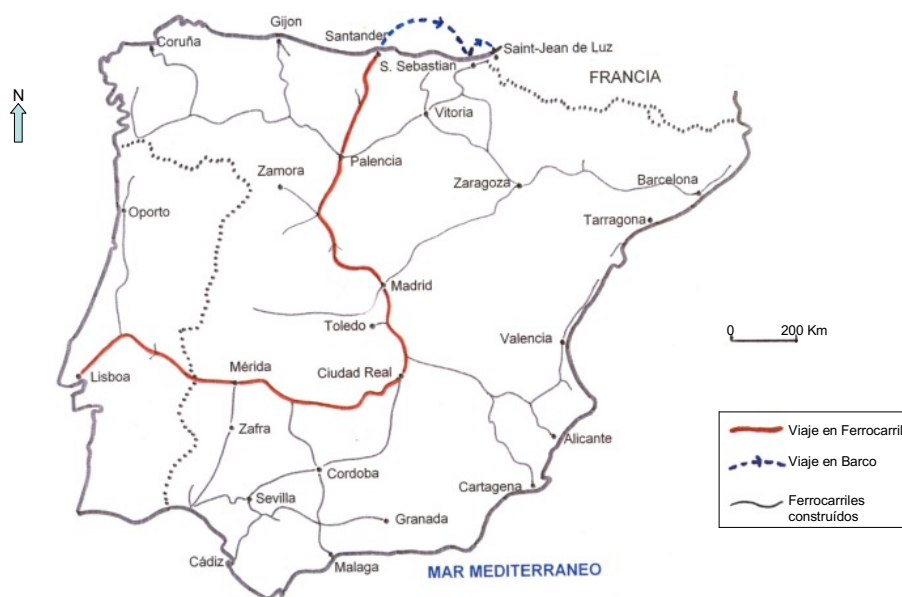 Gijon
Coruña
Santander
Saint-Jean de Luz
S. Sebastian
FRANCIA
N
Vitoria
Palencia
Zamora
Zaragoza
Barcelona
Oporto
Tarragona
Madrid
Toledo
Valencia
0 200 Km
Lisboa
Mérida
Ciudad Real
Zafra
Alicante
Cordoba
Cartagena
Sevilla
Granada
Cádiz
Malaga
MAR MEDITERRANEO
Viaje en Ferrocarril
Viaje en Barco
Ferrocarriles
construídos